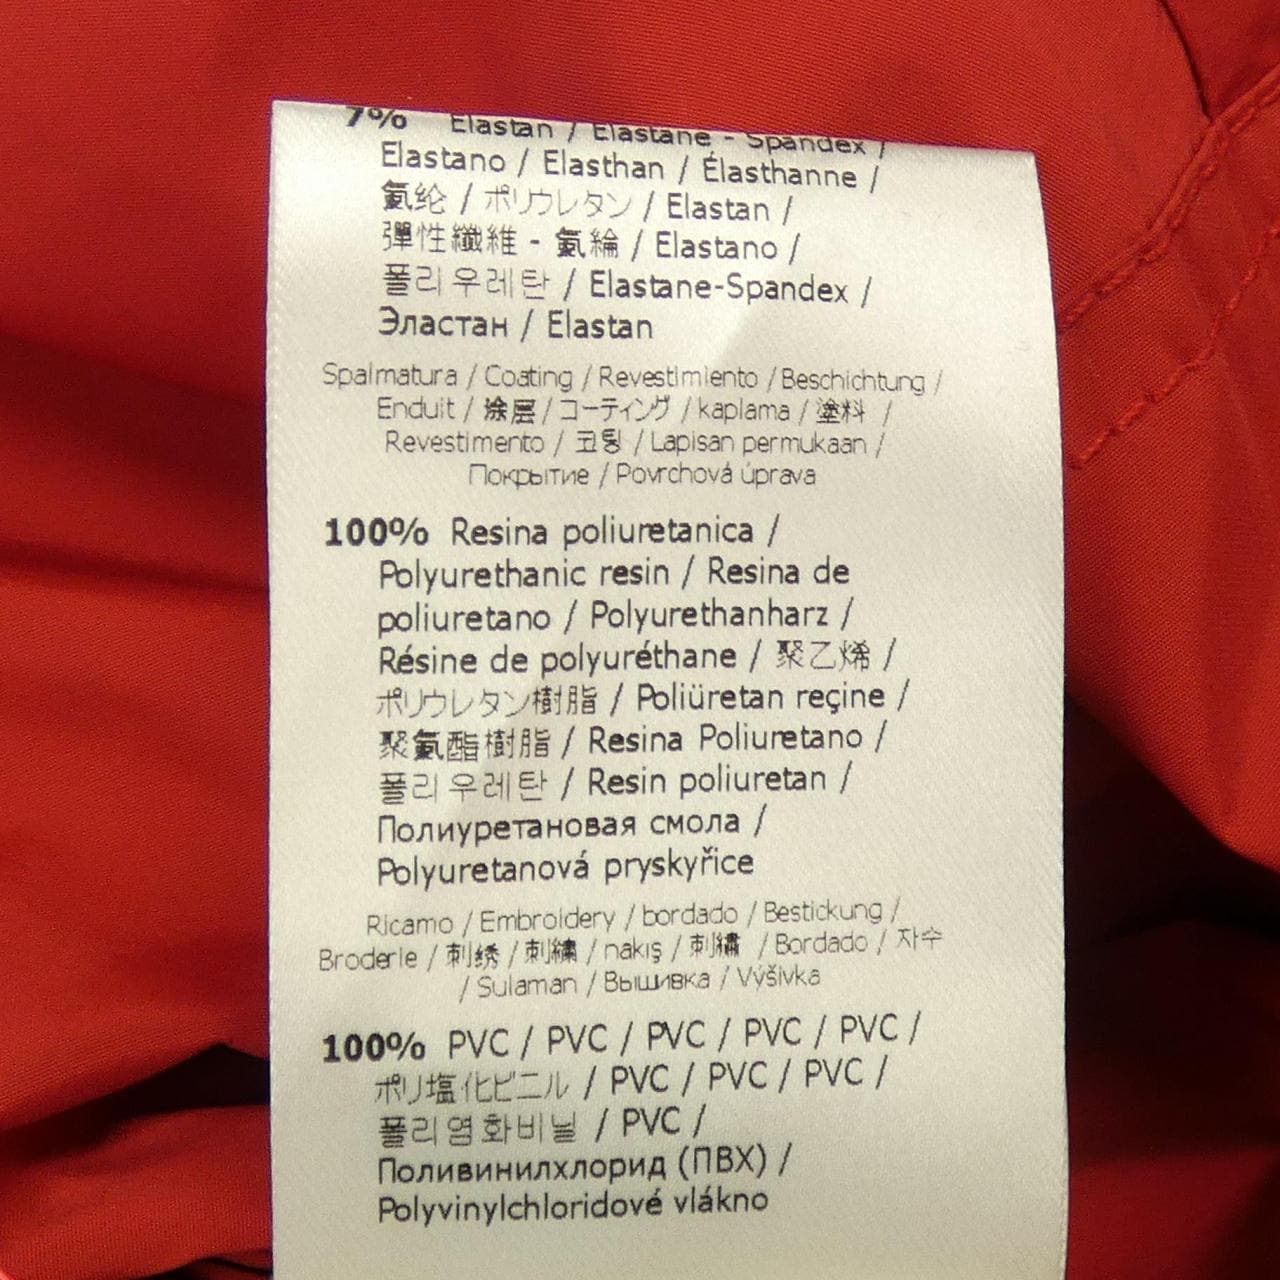 7% Elastan / Elastane - Spandex /
Elastano / Elasthan / Élasthanne /
氨纶 / ポリウレタン / Elastan /
彈性纖維 - 氨綸 / Elastano /
폴리우레탄 / Elastane-Spandex /
Эластан / Elastan
Spalmatura / Coating / Revestimiento / Beschichtung /
Enduit / 涂层 / コーティング / kaplama / 塗料 /
Revestimento / 코팅 / Lapisan permukaan /
Покрытие / Povrchová úprava
100% Resina poliuretanica /
Polyurethanic resin / Resina de
poliuretano / Polyurethanharz /
Résine de polyuréthane / 聚乙烯 /
ポリウレタン樹脂 / Poliüretan reçine /
聚氨酯樹脂 / Resina Poliuretano /
폴리우레탄 / Resin poliuretan /
Полиуретановая смола /
Polyuretanová pryskyřice
Ricamo / Embroidery / bordado / Bestickung /
Broderie / 刺绣 / 刺繍 / nakış / 刺繡 / Bordado / 자수
/ Sulaman / Вышивка / Výšivka
100% PVC / PVC / PVC / PVC / PVC /
ポリ塩化ビニル / PVC / PVC / PVC /
폴리염화비닐 / PVC /
Поливинилхлорид (ПВХ) /
Polyvinylchloridové vlákno